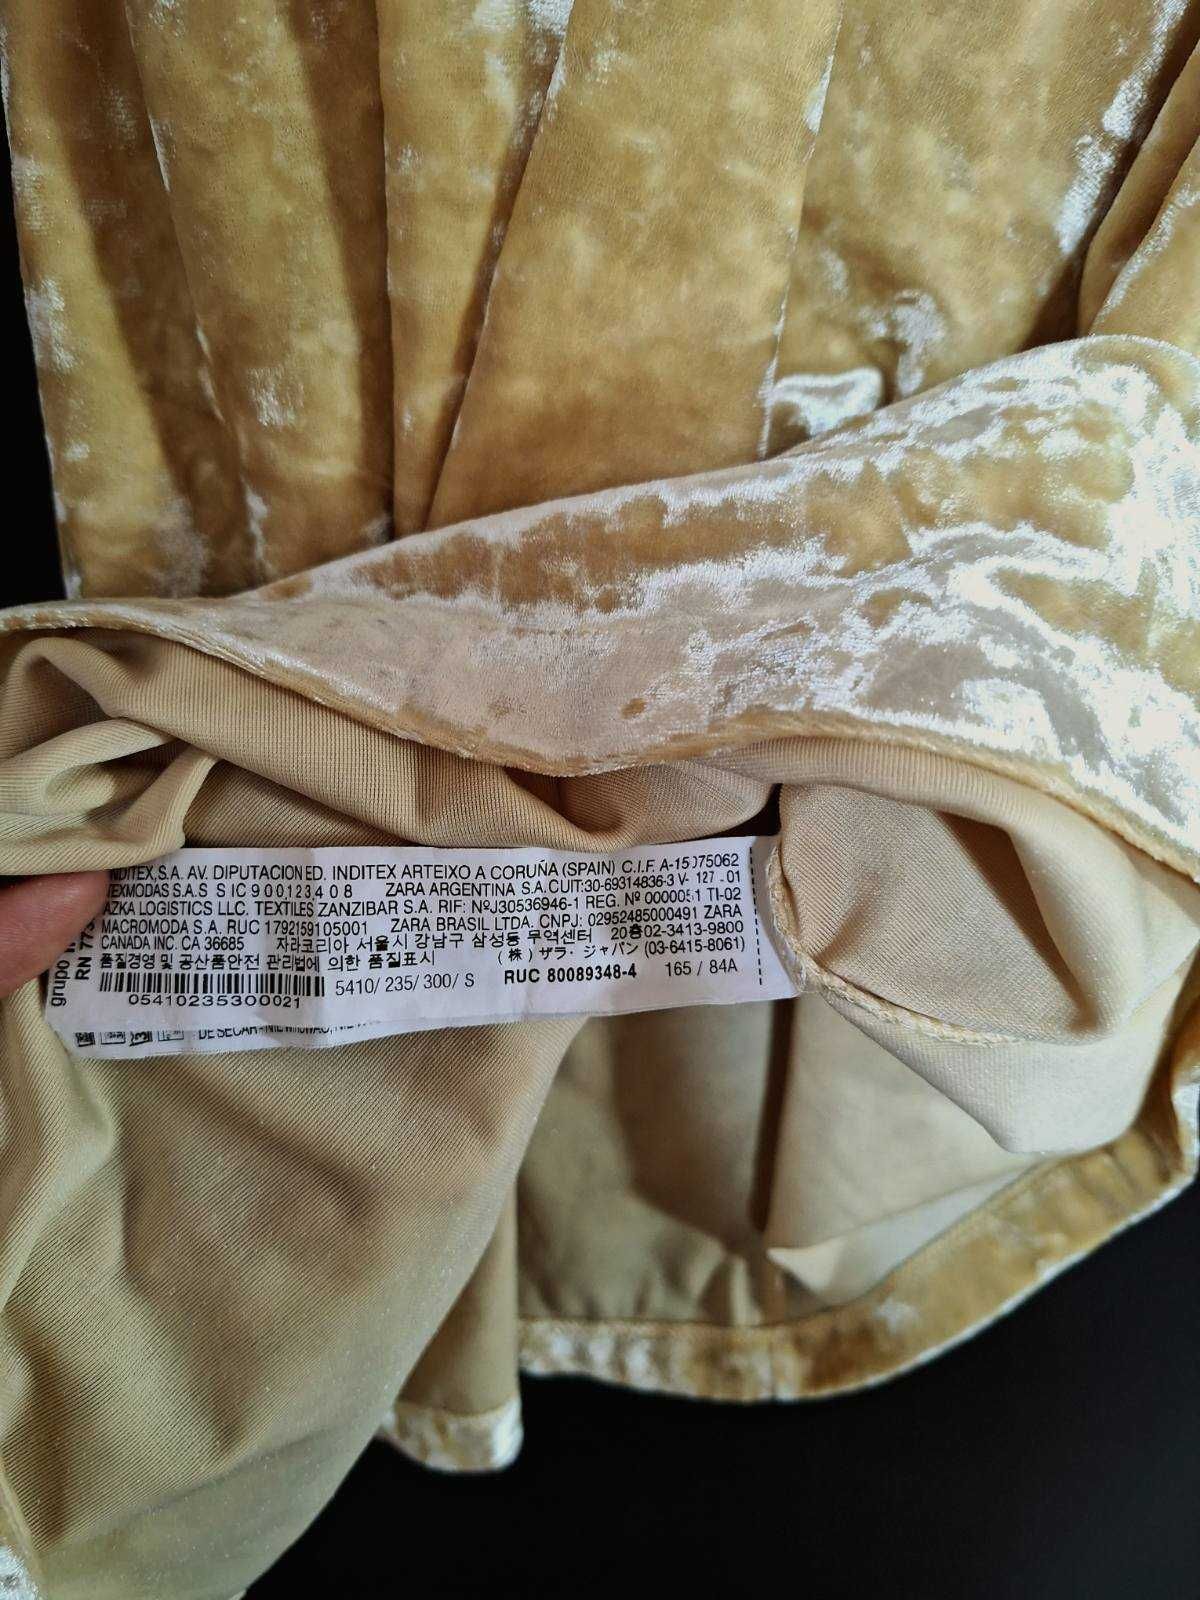 INDITEX, S.A. AV. DIPUTACION ED. INDITEX ARTEIXO A CORUÑA (SPAIN) C.I.F. A-15075062
TEXMODAS S.A.S S IC 900123408 ZARA ARGENTINA S.A. CUIT:30-69314836-3 V- 127 - 01
AZKA LOGISTICS LLC. TEXTILES ZANZIBAR S.A. RIF: NºJ30536946-1 REG. Nº 0000051 TI-02
MACROMODA S.A. RUC 1792159105001 ZARA BRASIL LTDA. CNPJ: 02952485000491 ZARA
CANADA INC. CA 36685 자라코리아 서울시 강남구 삼성동 무역센터 20층02-3413-9800
품질경영 및 공산품안전 관리법에 의한 품질표시 (株) ザラ・ジャパン (03-6415-8061)
05410235300021 5410/ 235/ 300/ S RUC 80089348-4 165 / 84A
grupo
RN 773
DE SECAR